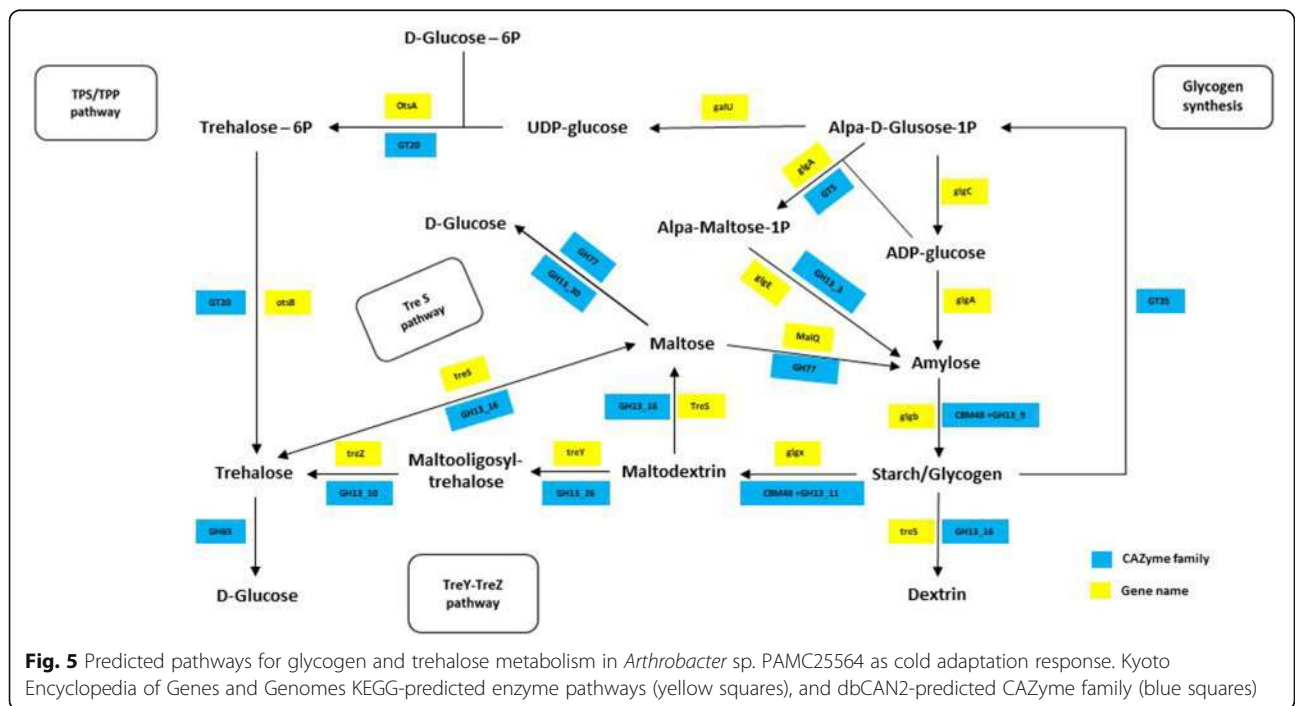 D-Glucose – 6P
TPS/TPP
pathway
Glycogen
synthesis
OtsA
galU
Trehalose – 6P
UDP-glucose
Alpa-D-Glusose-1P
GT20
glgA
GT5
glgC
D-Glucose
Alpa-Maltose-1P
ADP-glucose
GH77
GH13_30
glgE
GH13_3
glgA
GT20
otsB
GT35
Tre S
pathway
Maltose
MalQ
GH77
Amylose
treS
GH13_16
GH13_16
TreS
glgb
CBM48 +GH13_9
Trehalose
treZ
GH13_10
Maltooligosyl-
trehalose
treY
GH13_26
Maltodextrin
glgx
CBM48 +GH13_11
Starch/Glycogen
GH65
treS
GH13_16
D-Glucose
TreY-TreZ
pathway
Dextrin
CAZyme family
Gene name
Fig. 5 Predicted pathways for glycogen and trehalose metabolism in Arthrobacter sp. PAMC25564 as cold adaptation response. Kyoto
Encyclopedia of Genes and Genomes KEGG-predicted enzyme pathways (yellow squares), and dbCAN2-predicted CAZyme family (blue squares)